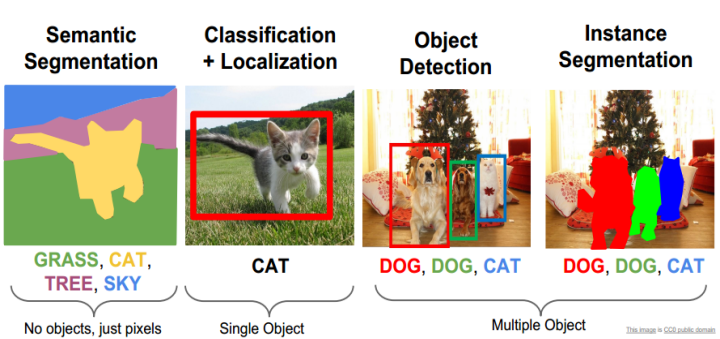 Semantic
Segmentation
Classification
+ Localization
Object
Detection
Instance
Segmentation
GRASS, CAT,
TREE, SKY
CAT
DOG, DOG, CAT
DOG, DOG, CAT
No objects, just pixels
Single Object
Multiple Object
This image is CC0 public domain